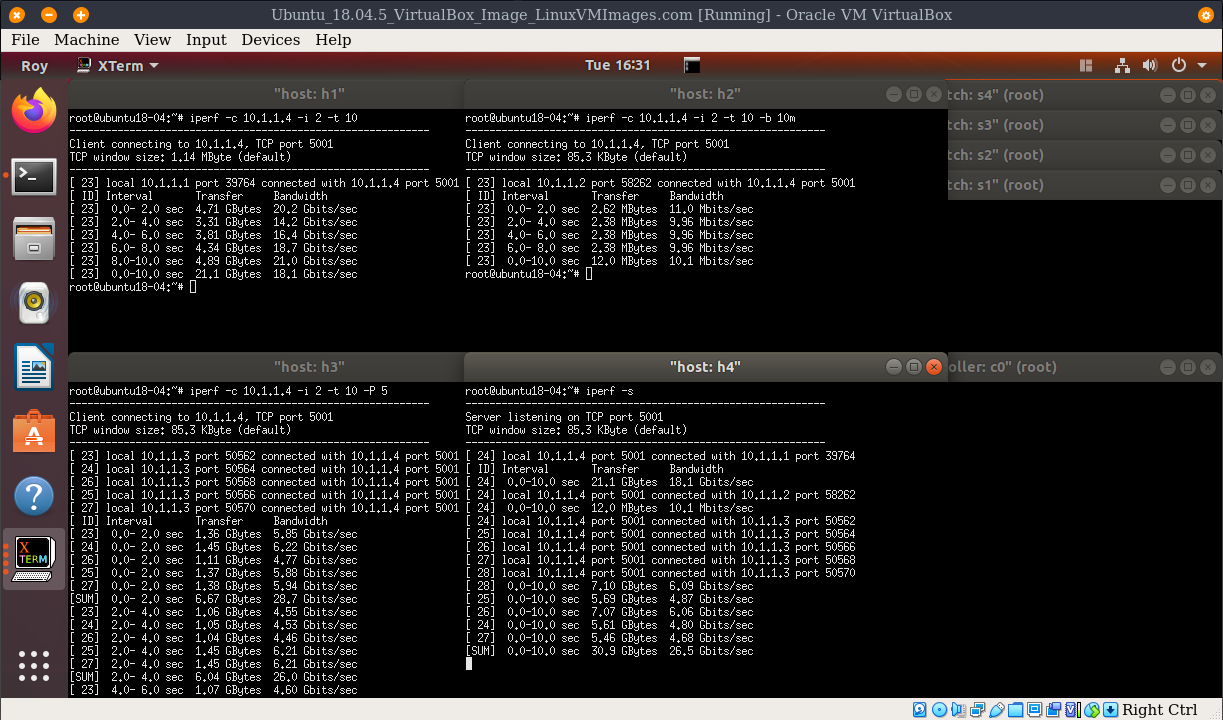 Ubuntu_18.04.5_VirtualBox_Image_LinuxVMImages.com [Running] - Oracle VM VirtualBox
File Machine View Input Devices Help
Roy XTerm Tue 16:31
"host: h1"
root@ubuntu18-04:~# iperf -c 10.1.1.4 -i 2 -t 10
------------------------------------------------------------
Client connecting to 10.1.1.4, TCP port 5001
TCP window size: 1.14 MByte (default)
------------------------------------------------------------
[ 23] local 10.1.1.1 port 39764 connected with 10.1.1.4 port 5001
[ ID] Interval Transfer Bandwidth
[ 23] 0.0- 2.0 sec 4.71 GBytes 20.2 Gbits/sec
[ 23] 2.0- 4.0 sec 3.31 GBytes 14.2 Gbits/sec
[ 23] 4.0- 6.0 sec 3.81 GBytes 16.4 Gbits/sec
[ 23] 6.0- 8.0 sec 4.34 GBytes 18.7 Gbits/sec
[ 23] 8.0-10.0 sec 4.89 GBytes 21.0 Gbits/sec
[ 23] 0.0-10.0 sec 21.1 GBytes 18.1 Gbits/sec
root@ubuntu18-04:~#
"host: h2"
root@ubuntu18-04:~# iperf -c 10.1.1.4 -i 2 -t 10 -b 10m
------------------------------------------------------------
Client connecting to 10.1.1.4, TCP port 5001
TCP window size: 85.3 KByte (default)
------------------------------------------------------------
[ 23] local 10.1.1.2 port 58262 connected with 10.1.1.4 port 5001
[ ID] Interval Transfer Bandwidth
[ 23] 0.0- 2.0 sec 2.62 MBytes 11.0 Mbits/sec
[ 23] 2.0- 4.0 sec 2.38 MBytes 9.96 Mbits/sec
[ 23] 4.0- 6.0 sec 2.38 MBytes 9.96 Mbits/sec
[ 23] 6.0- 8.0 sec 2.38 MBytes 9.96 Mbits/sec
[ 23] 0.0-10.0 sec 12.0 MBytes 10.1 Mbits/sec
root@ubuntu18-04:~#
tch: s4" (root)
tch: s3" (root)
tch: s2" (root)
tch: s1" (root)
"host: h3"
root@ubuntu18-04:~# iperf -c 10.1.1.4 -i 2 -t 10 -P 5
------------------------------------------------------------
Client connecting to 10.1.1.4, TCP port 5001
TCP window size: 85.3 KByte (default)
------------------------------------------------------------
[ 23] local 10.1.1.3 port 50562 connected with 10.1.1.4 port 5001
[ 24] local 10.1.1.3 port 50564 connected with 10.1.1.4 port 5001
[ 26] local 10.1.1.3 port 50568 connected with 10.1.1.4 port 5001
[ 25] local 10.1.1.3 port 50566 connected with 10.1.1.4 port 5001
[ 27] local 10.1.1.3 port 50570 connected with 10.1.1.4 port 5001
[ ID] Interval Transfer Bandwidth
[ 23] 0.0- 2.0 sec 1.36 GBytes 5.85 Gbits/sec
[ 24] 0.0- 2.0 sec 1.45 GBytes 6.22 Gbits/sec
[ 26] 0.0- 2.0 sec 1.11 GBytes 4.77 Gbits/sec
[ 25] 0.0- 2.0 sec 1.37 GBytes 5.88 Gbits/sec
[ 27] 0.0- 2.0 sec 1.38 GBytes 5.94 Gbits/sec
[SUM] 0.0- 2.0 sec 6.67 GBytes 28.7 Gbits/sec
[ 23] 2.0- 4.0 sec 1.06 GBytes 4.55 Gbits/sec
[ 24] 2.0- 4.0 sec 1.05 GBytes 4.53 Gbits/sec
[ 26] 2.0- 4.0 sec 1.04 GBytes 4.46 Gbits/sec
[ 25] 2.0- 4.0 sec 1.45 GBytes 6.21 Gbits/sec
[ 27] 2.0- 4.0 sec 1.45 GBytes 6.21 Gbits/sec
[SUM] 2.0- 4.0 sec 6.04 GBytes 26.0 Gbits/sec
[ 23] 4.0- 6.0 sec 1.07 GBytes 4.60 Gbits/sec
"host: h4"
root@ubuntu18-04:~# iperf -s
------------------------------------------------------------
Server listening on TCP port 5001
TCP window size: 85.3 KByte (default)
------------------------------------------------------------
[ 24] local 10.1.1.4 port 5001 connected with 10.1.1.1 port 39764
[ ID] Interval Transfer Bandwidth
[ 24] 0.0-10.0 sec 21.1 GBytes 18.1 Gbits/sec
[ 24] local 10.1.1.4 port 5001 connected with 10.1.1.2 port 58262
[ 24] 0.0-10.0 sec 12.0 MBytes 10.1 Mbits/sec
[ 24] local 10.1.1.4 port 5001 connected with 10.1.1.3 port 50562
[ 25] local 10.1.1.4 port 5001 connected with 10.1.1.3 port 50564
[ 26] local 10.1.1.4 port 5001 connected with 10.1.1.3 port 50566
[ 27] local 10.1.1.4 port 5001 connected with 10.1.1.3 port 50568
[ 28] local 10.1.1.4 port 5001 connected with 10.1.1.3 port 50570
[ 28] 0.0-10.0 sec 7.10 GBytes 6.09 Gbits/sec
[ 25] 0.0-10.0 sec 5.69 GBytes 4.87 Gbits/sec
[ 26] 0.0-10.0 sec 7.07 GBytes 6.06 Gbits/sec
[ 24] 0.0-10.0 sec 5.61 GBytes 4.80 Gbits/sec
[ 27] 0.0-10.0 sec 5.46 GBytes 4.68 Gbits/sec
[SUM] 0.0-10.0 sec 30.9 GBytes 26.5 Gbits/sec
oller: c0" (root)
X TERM
Right Ctrl